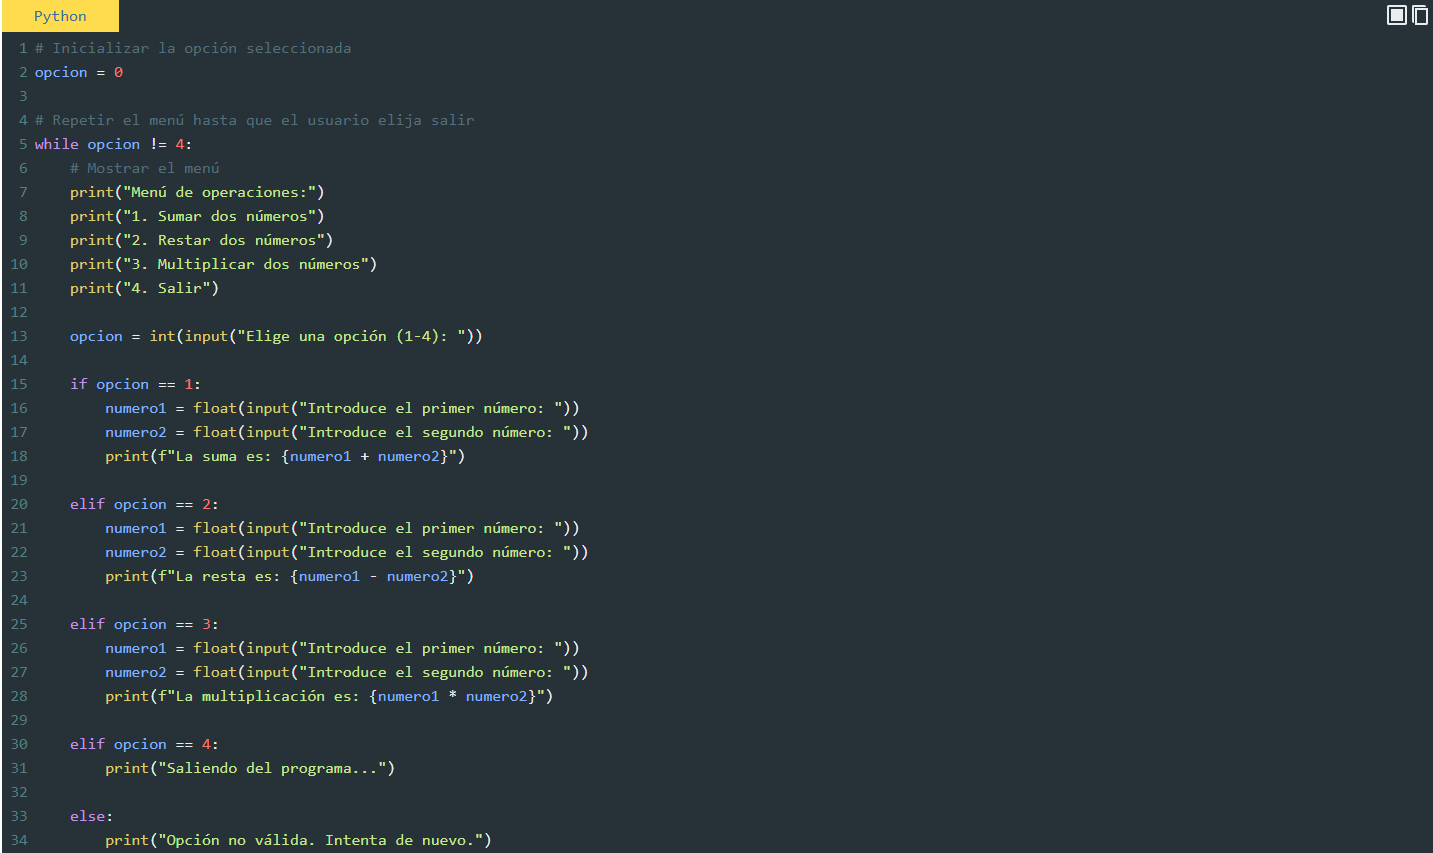 Python
1 # Inicializar la opción seleccionada
2 opcion = 0
3
4 # Repetir el menú hasta que el usuario elija salir
5 while opcion != 4:
6     # Mostrar el menú
7     print("Menú de operaciones:")
8     print("1. Sumar dos números")
9     print("2. Restar dos números")
10     print("3. Multiplicar dos números")
11     print("4. Salir")
12
13     opcion = int(input("Elige una opción (1-4): "))
14
15     if opcion == 1:
16         numero1 = float(input("Introduce el primer número: "))
17         numero2 = float(input("Introduce el segundo número: "))
18         print(f"La suma es: {numero1 + numero2}")
19
20     elif opcion == 2:
21         numero1 = float(input("Introduce el primer número: "))
22         numero2 = float(input("Introduce el segundo número: "))
23         print(f"La resta es: {numero1 - numero2}")
24
25     elif opcion == 3:
26         numero1 = float(input("Introduce el primer número: "))
27         numero2 = float(input("Introduce el segundo número: "))
28         print(f"La multiplicación es: {numero1 * numero2}")
29
30     elif opcion == 4:
31         print("Saliendo del programa...")
32
33     else:
34         print("Opción no válida. Intenta de nuevo.")